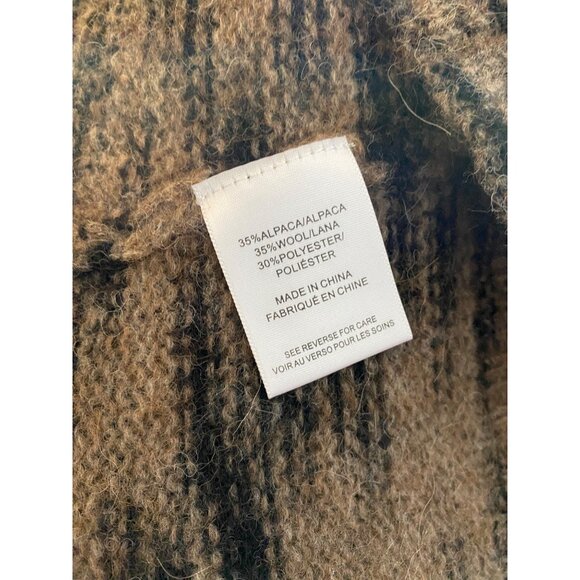 35%ALPACA/ALPACA
35%WOOL/LANA
30%POLYESTER/
POLIÉSTER
MADE IN CHINA
FABRIQUÉ EN CHINE
SEE REVERSE FOR CARE
VOIR AU VERSO POUR LES SOINS